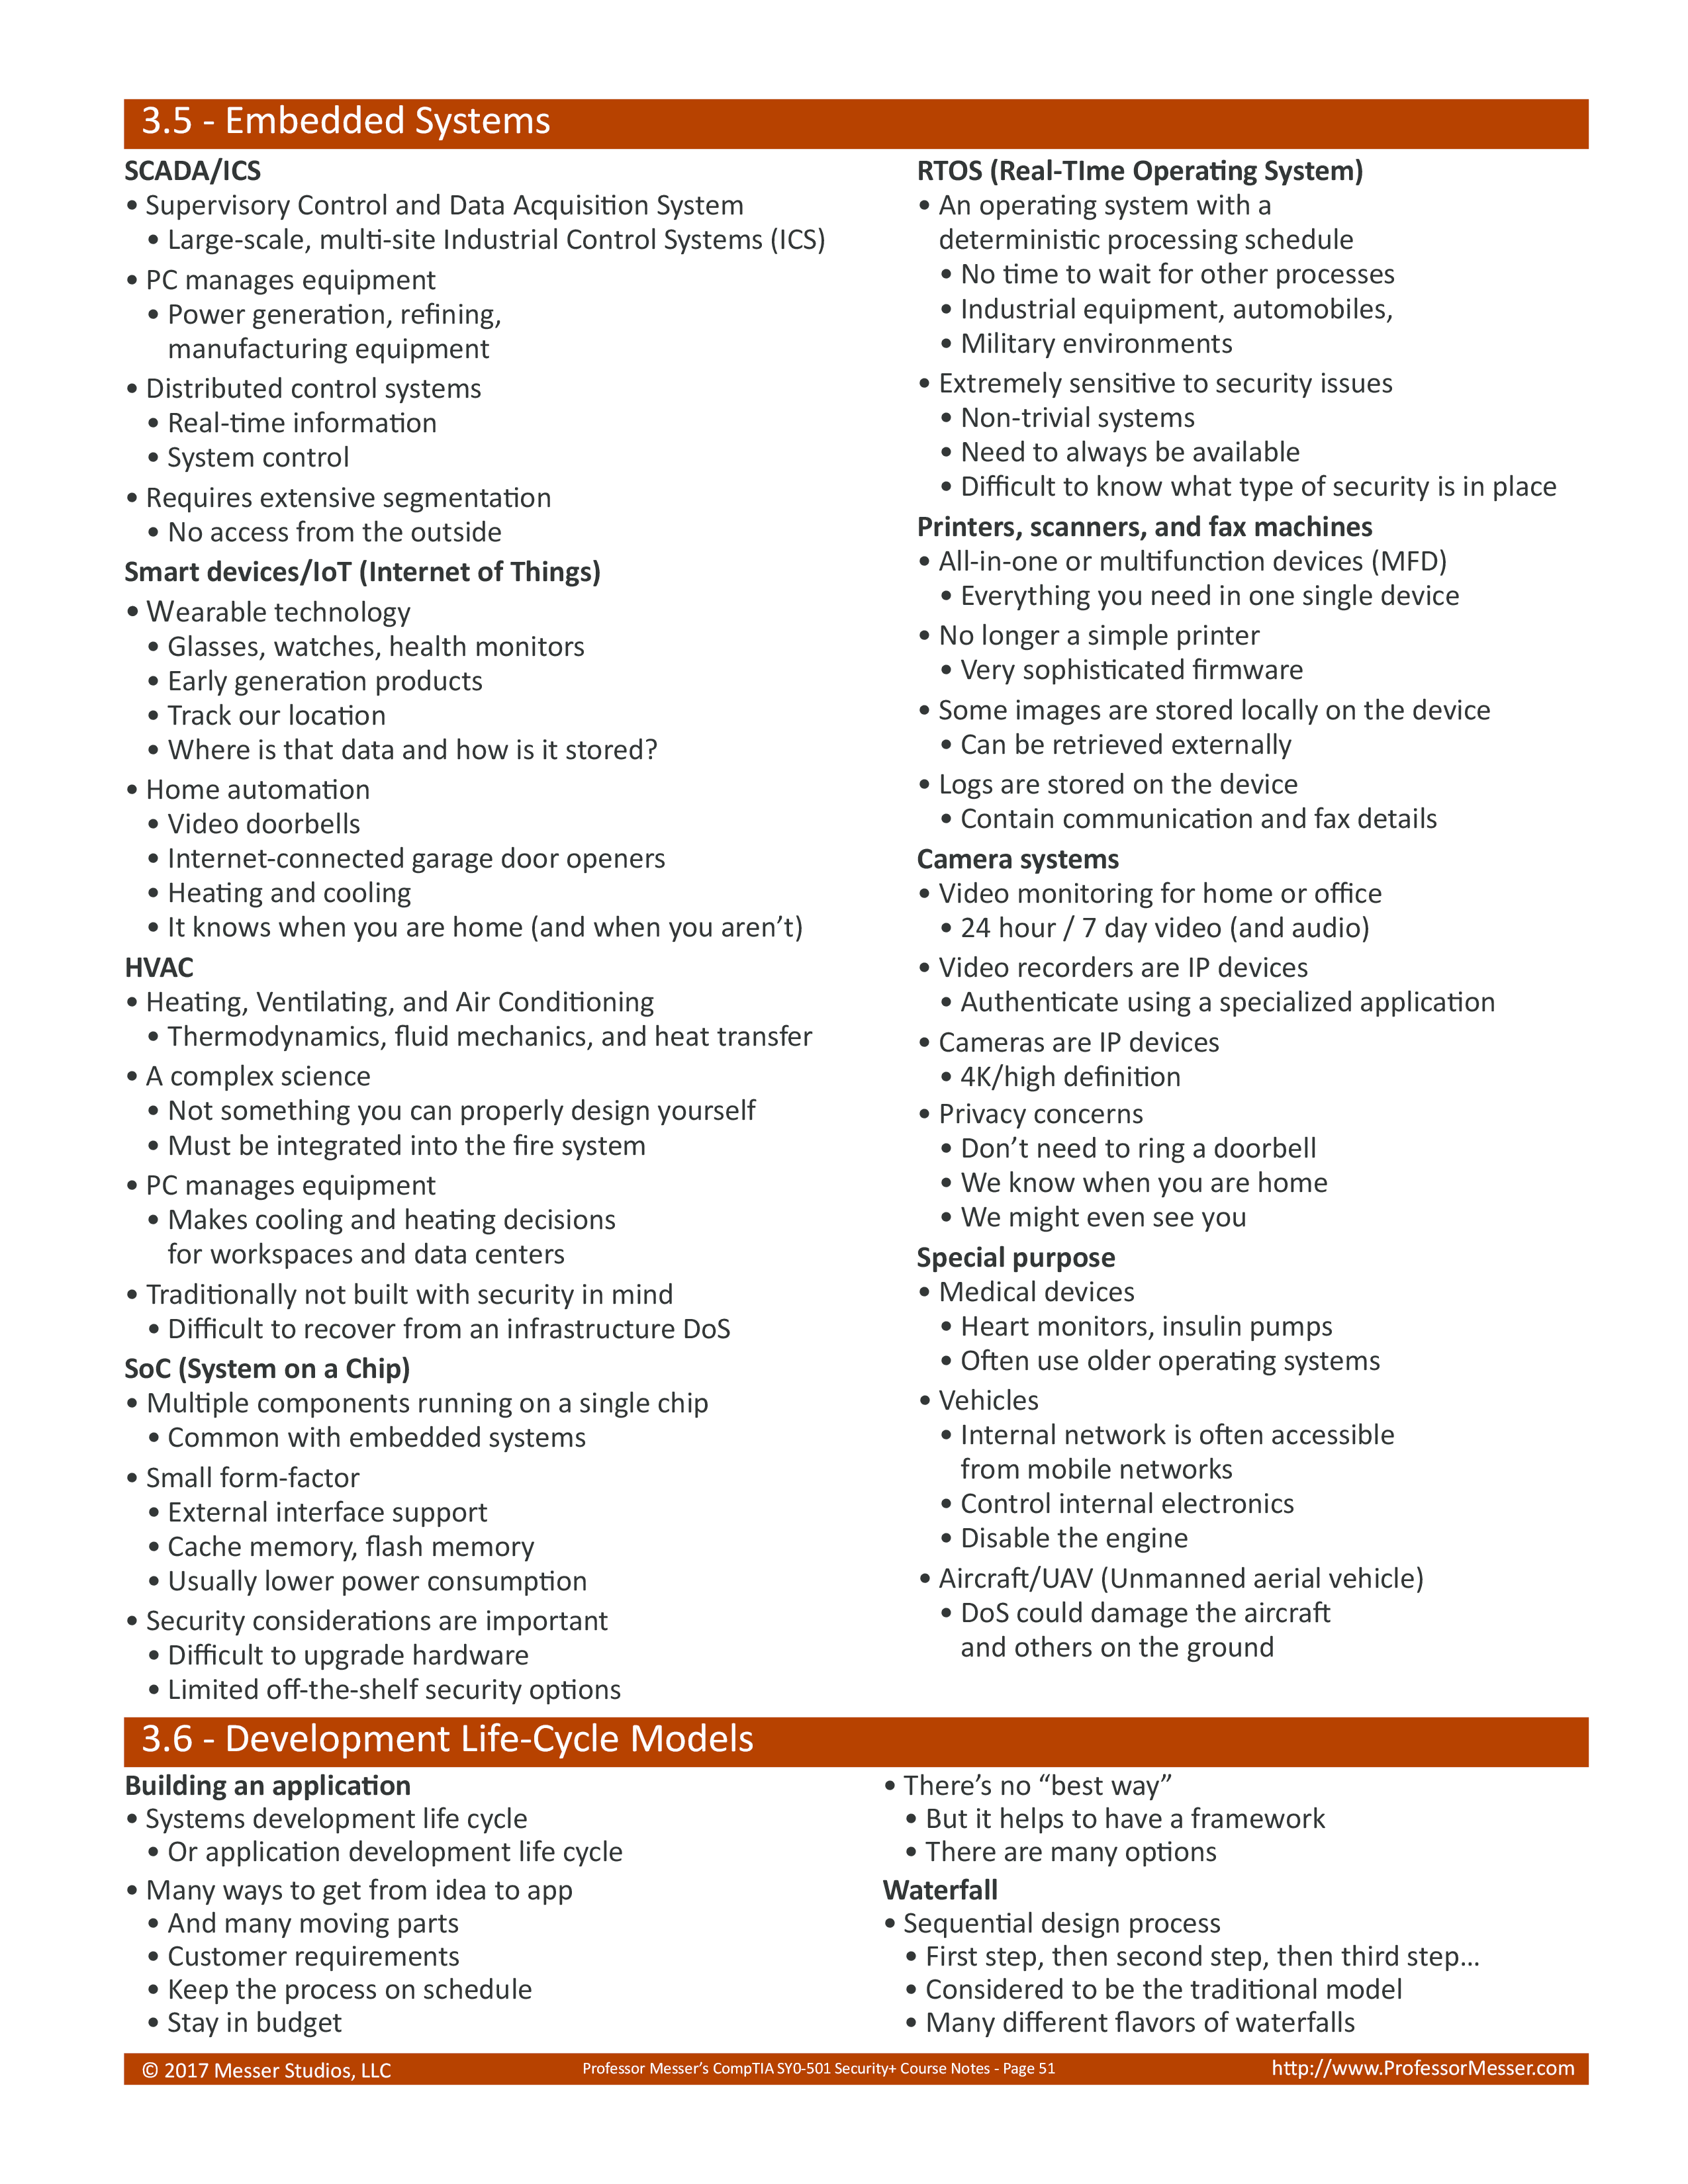 3.5 - Embedded Systems
SCADA/ICS
• Supervisory Control and Data Acquisition System
• Large-scale, multi-site Industrial Control Systems (ICS)
• PC manages equipment
• Power generation, refining,
manufacturing equipment
• Distributed control systems
• Real-time information
• System control
• Requires extensive segmentation
• No access from the outside
Smart devices/IoT (Internet of Things)
• Wearable technology
• Glasses, watches, health monitors
• Early generation products
• Track our location
• Where is that data and how is it stored?
• Home automation
• Video doorbells
• Internet-connected garage door openers
• Heating and cooling
• It knows when you are home (and when you aren’t)
HVAC
• Heating, Ventilating, and Air Conditioning
• Thermodynamics, fluid mechanics, and heat transfer
• A complex science
• Not something you can properly design yourself
• Must be integrated into the fire system
• PC manages equipment
• Makes cooling and heating decisions
for workspaces and data centers
• Traditionally not built with security in mind
• Difficult to recover from an infrastructure DoS
SoC (System on a Chip)
• Multiple components running on a single chip
• Common with embedded systems
• Small form-factor
• External interface support
• Cache memory, flash memory
• Usually lower power consumption
• Security considerations are important
• Difficult to upgrade hardware
• Limited off-the-shelf security options
RTOS (Real-TIme Operating System)
• An operating system with a
deterministic processing schedule
• No time to wait for other processes
• Industrial equipment, automobiles,
• Military environments
• Extremely sensitive to security issues
• Non-trivial systems
• Need to always be available
• Difficult to know what type of security is in place
Printers, scanners, and fax machines
• All-in-one or multifunction devices (MFD)
• Everything you need in one single device
• No longer a simple printer
• Very sophisticated firmware
• Some images are stored locally on the device
• Can be retrieved externally
• Logs are stored on the device
• Contain communication and fax details
Camera systems
• Video monitoring for home or office
• 24 hour / 7 day video (and audio)
• Video recorders are IP devices
• Authenticate using a specialized application
• Cameras are IP devices
• 4K/high definition
• Privacy concerns
• Don’t need to ring a doorbell
• We know when you are home
• We might even see you
Special purpose
• Medical devices
• Heart monitors, insulin pumps
• Often use older operating systems
• Vehicles
• Internal network is often accessible
from mobile networks
• Control internal electronics
• Disable the engine
• Aircraft/UAV (Unmanned aerial vehicle)
• DoS could damage the aircraft
and others on the ground
3.6 - Development Life-Cycle Models
Building an application
• Systems development life cycle
• Or application development life cycle
• Many ways to get from idea to app
• And many moving parts
• Customer requirements
• Keep the process on schedule
• Stay in budget
• There’s no “best way”
• But it helps to have a framework
• There are many options
Waterfall
• Sequential design process
• First step, then second step, then third step…
• Considered to be the traditional model
• Many different flavors of waterfalls
© 2017 Messer Studios, LLC
Professor Messer’s CompTIA SY0-501 Security+ Course Notes - Page 51
http://www.ProfessorMesser.com